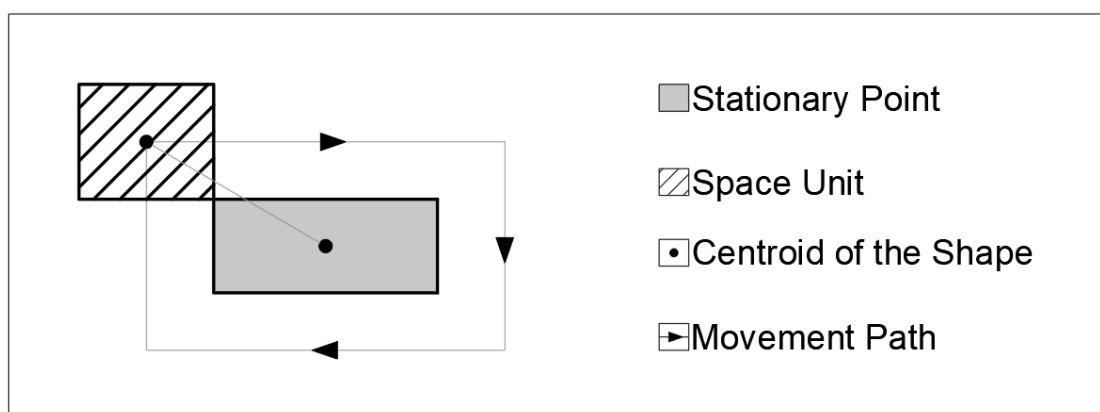 Stationary Point
Space Unit
Centroid of the Shape
Movement Path